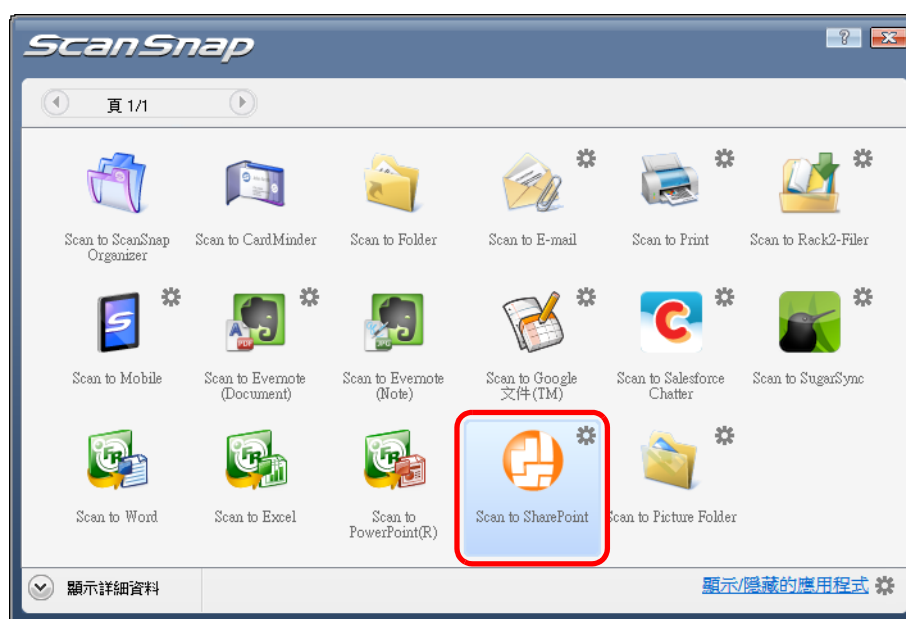 ScanSnap
頁 1/1
Scan to ScanSnap
Organizer
Scan to CardMinder
Scan to Folder
Scan to E-mail
Scan to Print
Scan to Rack2-Filer
Scan to Mobile
Scan to Evernote
(Document)
Scan to Evernote
(Note)
Scan to Google
文件(TM)
Scan to Salesforce
Chatter
Scan to SugarSync
Scan to Word
Scan to Excel
Scan to
PowerPoint(R)
Scan to SharePoint
Scan to Picture Folder
顯示詳細資料
顯示/隱藏的應用程式